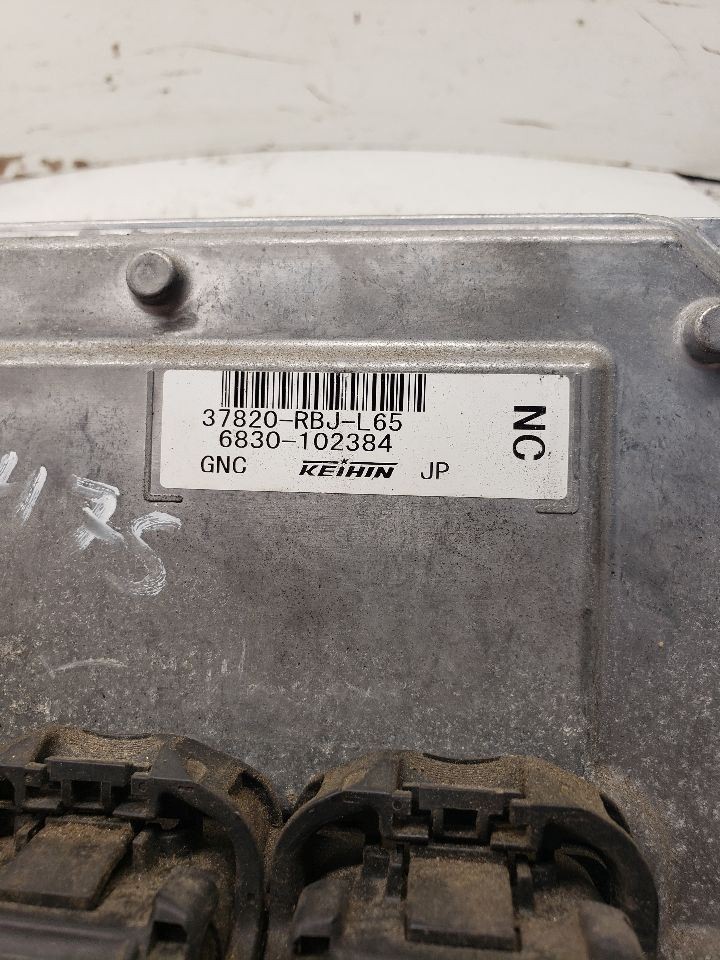 37820-RBJ-L65
6830-102384
GNC KEIHIN JP
NC